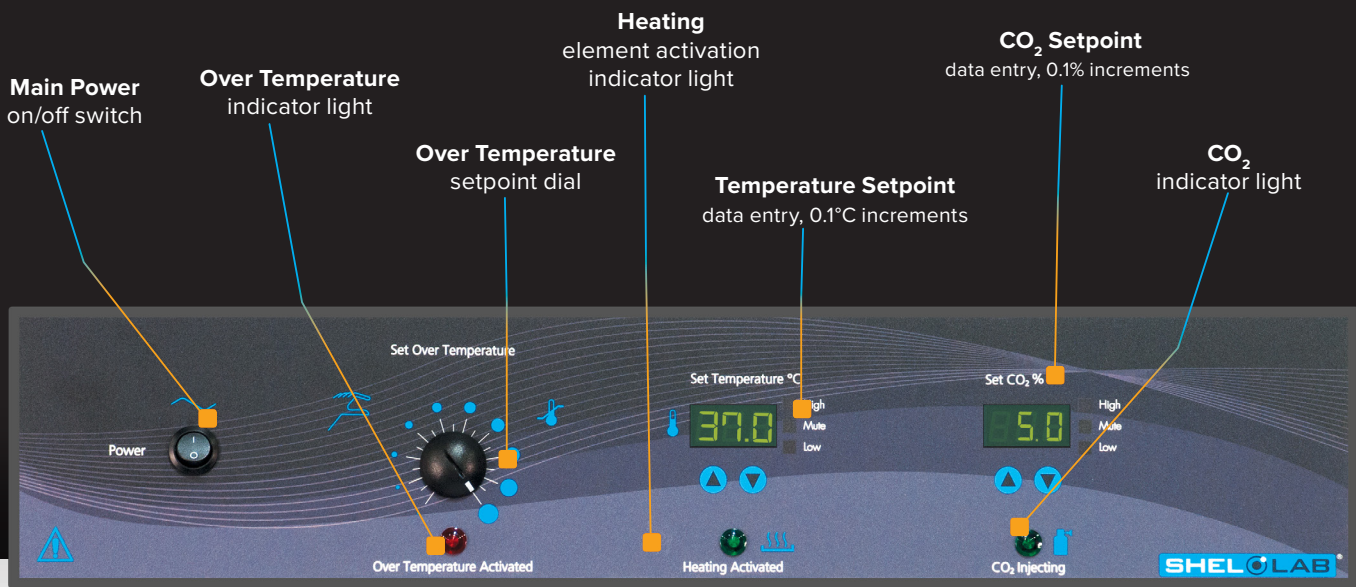 Heating
element activation
indicator light
CO₂ Setpoint
data entry, 0.1% increments
Main Power
on/off switch
Over Temperature
indicator light
Over Temperature
setpoint dial
CO₂
indicator light
Temperature Setpoint
data entry, 0.1°C increments
Set Over Temperature
Set Temperature °C
Set CO₂ %
Power
I
O
37.0
Mute
Low
5.0
High
Mute
Low
Over Temperature Activated
Heating Activated
CO₂ Injecting
SHEL LAB®